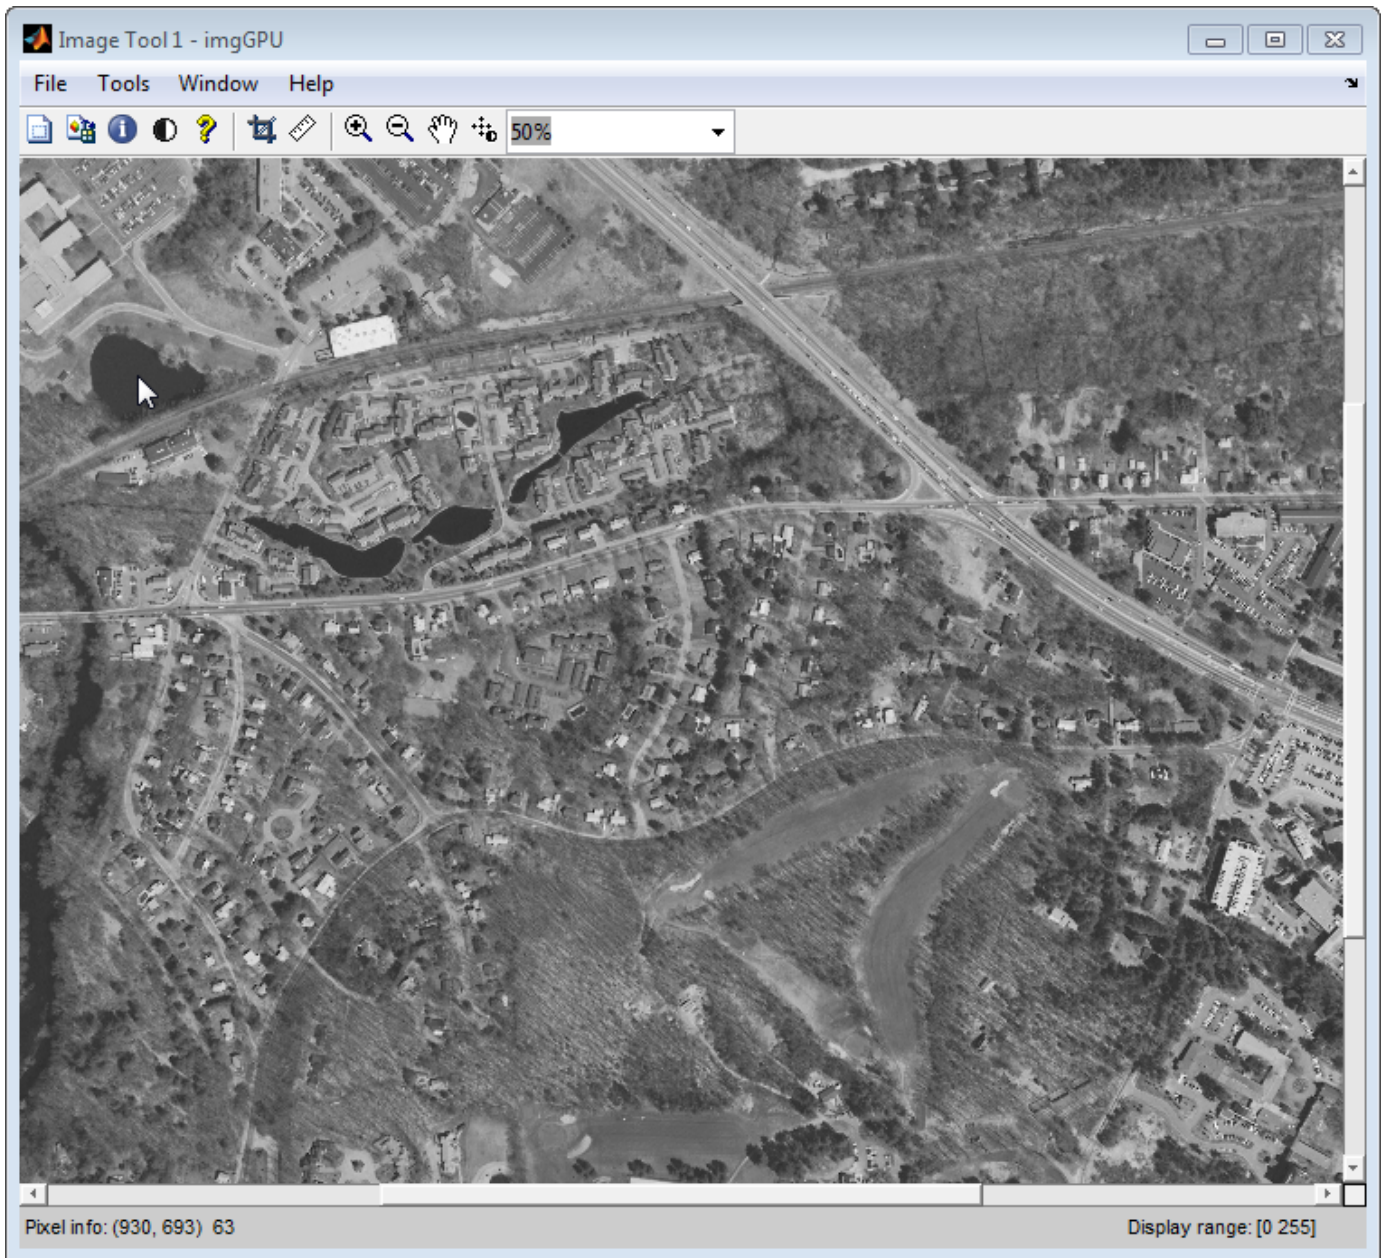 Image Tool 1 - imgGPU
File Tools Window Help
50%
Pixel info: (930, 693) 63
Display range: [0 255]